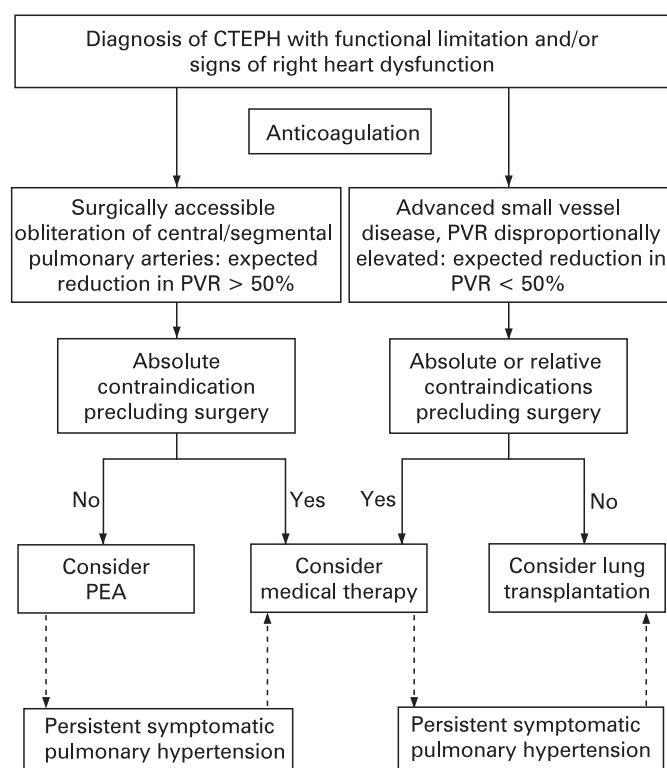 Diagnosis of CTEPH with functional limitation and/or
signs of right heart dysfunction
Anticoagulation
Surgically accessible
obliteration of central/segmental
pulmonary arteries: expected
reduction in PVR > 50%
Advanced small vessel
disease, PVR disproportionally
elevated: expected reduction in
PVR < 50%
Absolute
contraindication
precluding surgery
Absolute or relative
contraindications
precluding surgery
No
Yes
Yes
No
Consider
PEA
Consider
medical therapy
Consider lung
transplantation
Persistent symptomatic
pulmonary hypertension
Persistent symptomatic
pulmonary hypertension